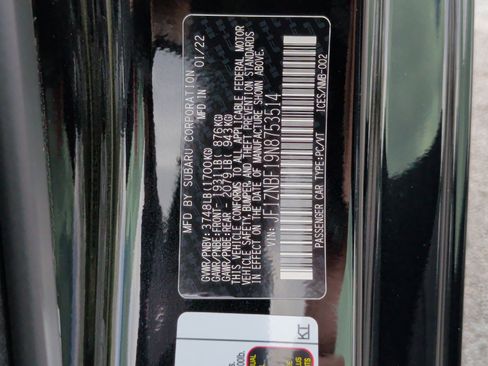 MFD BY SUBARU CORPORATION
MFD IN 01/22
GVWR/PNBV: 3748LB(1700KG)
GAWR/PNBE:FRONT- 1931LB( 876KG)
GAWR/PNBE:REAR - 2079LB( 943KG)
THIS VEHICLE CONFORMS TO ALL APPLICABLE FEDERAL MOTOR
VEHICLE SAFETY, BUMPER, AND THEFT PREVENTION STANDARDS
IN EFFECT ON THE DATE OF MANUFACTURE SHOWN ABOVE.
VIN: JF1ZNBF19N8753514
PASSENGER CAR TYPE:PC/VT 1CES/IMB-002
KT